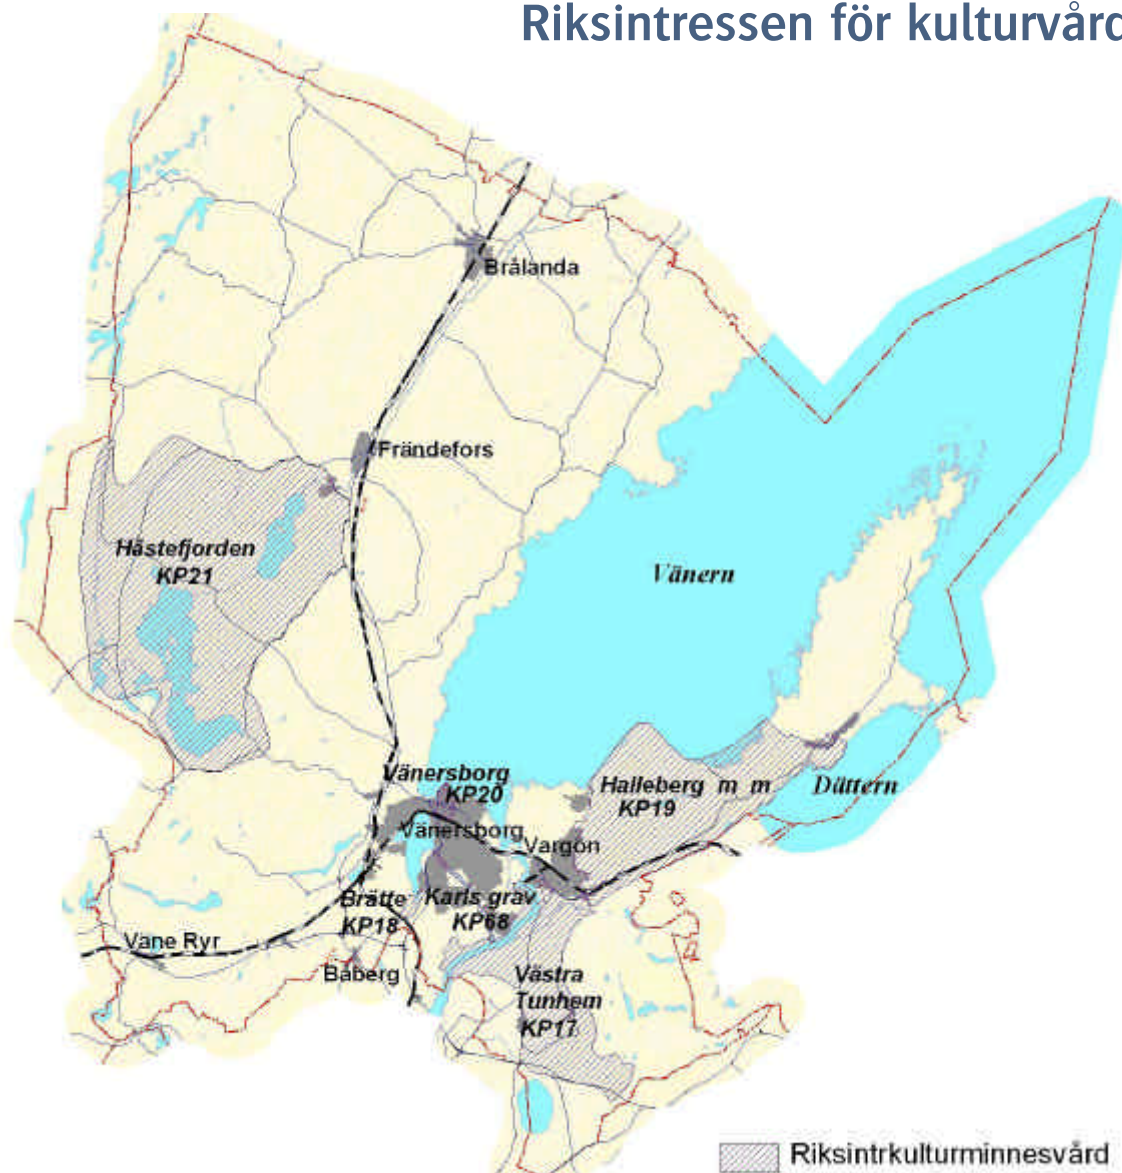 Riksintressen för kulturvård
Brålanda
Frändefors
Hästefjorden
KP21
Vänern
Vänersborg
KP20
Halleberg m m
KP19
Dättern
Vänersborg
Vargön
Brätte
KP18
Karls grav
KP68
Vane Ryr
Båberg
Västra
Tunhem
KP17
Riksintrkulturminnesvård